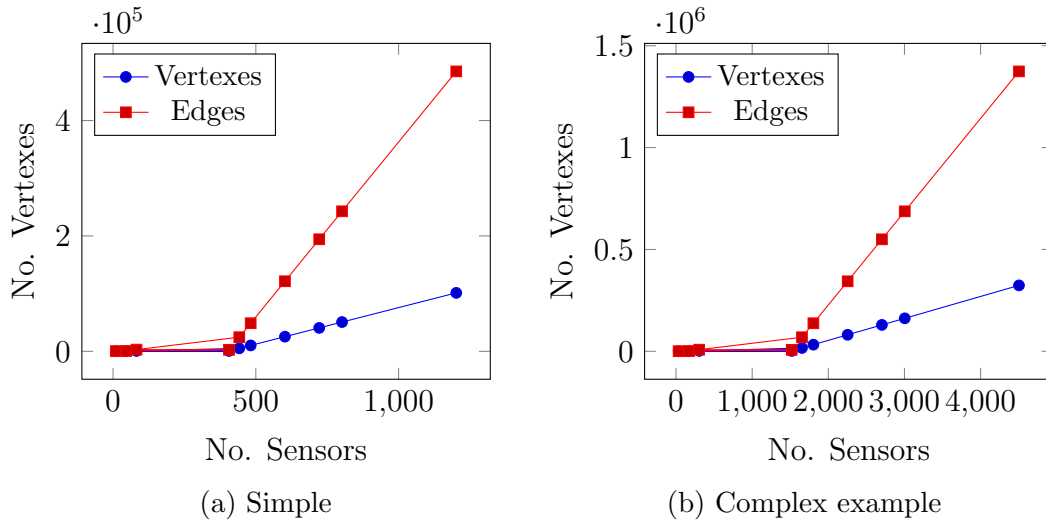 ·10^5
Vertexes
Edges
4
2
0
0
500
1,000
No. Vertexes
No. Sensors
(a) Simple
·10^6
1.5
Vertexes
Edges
1
0.5
0
0
1,000
2,000
3,000
4,000
No. Vertexes
No. Sensors
(b) Complex example